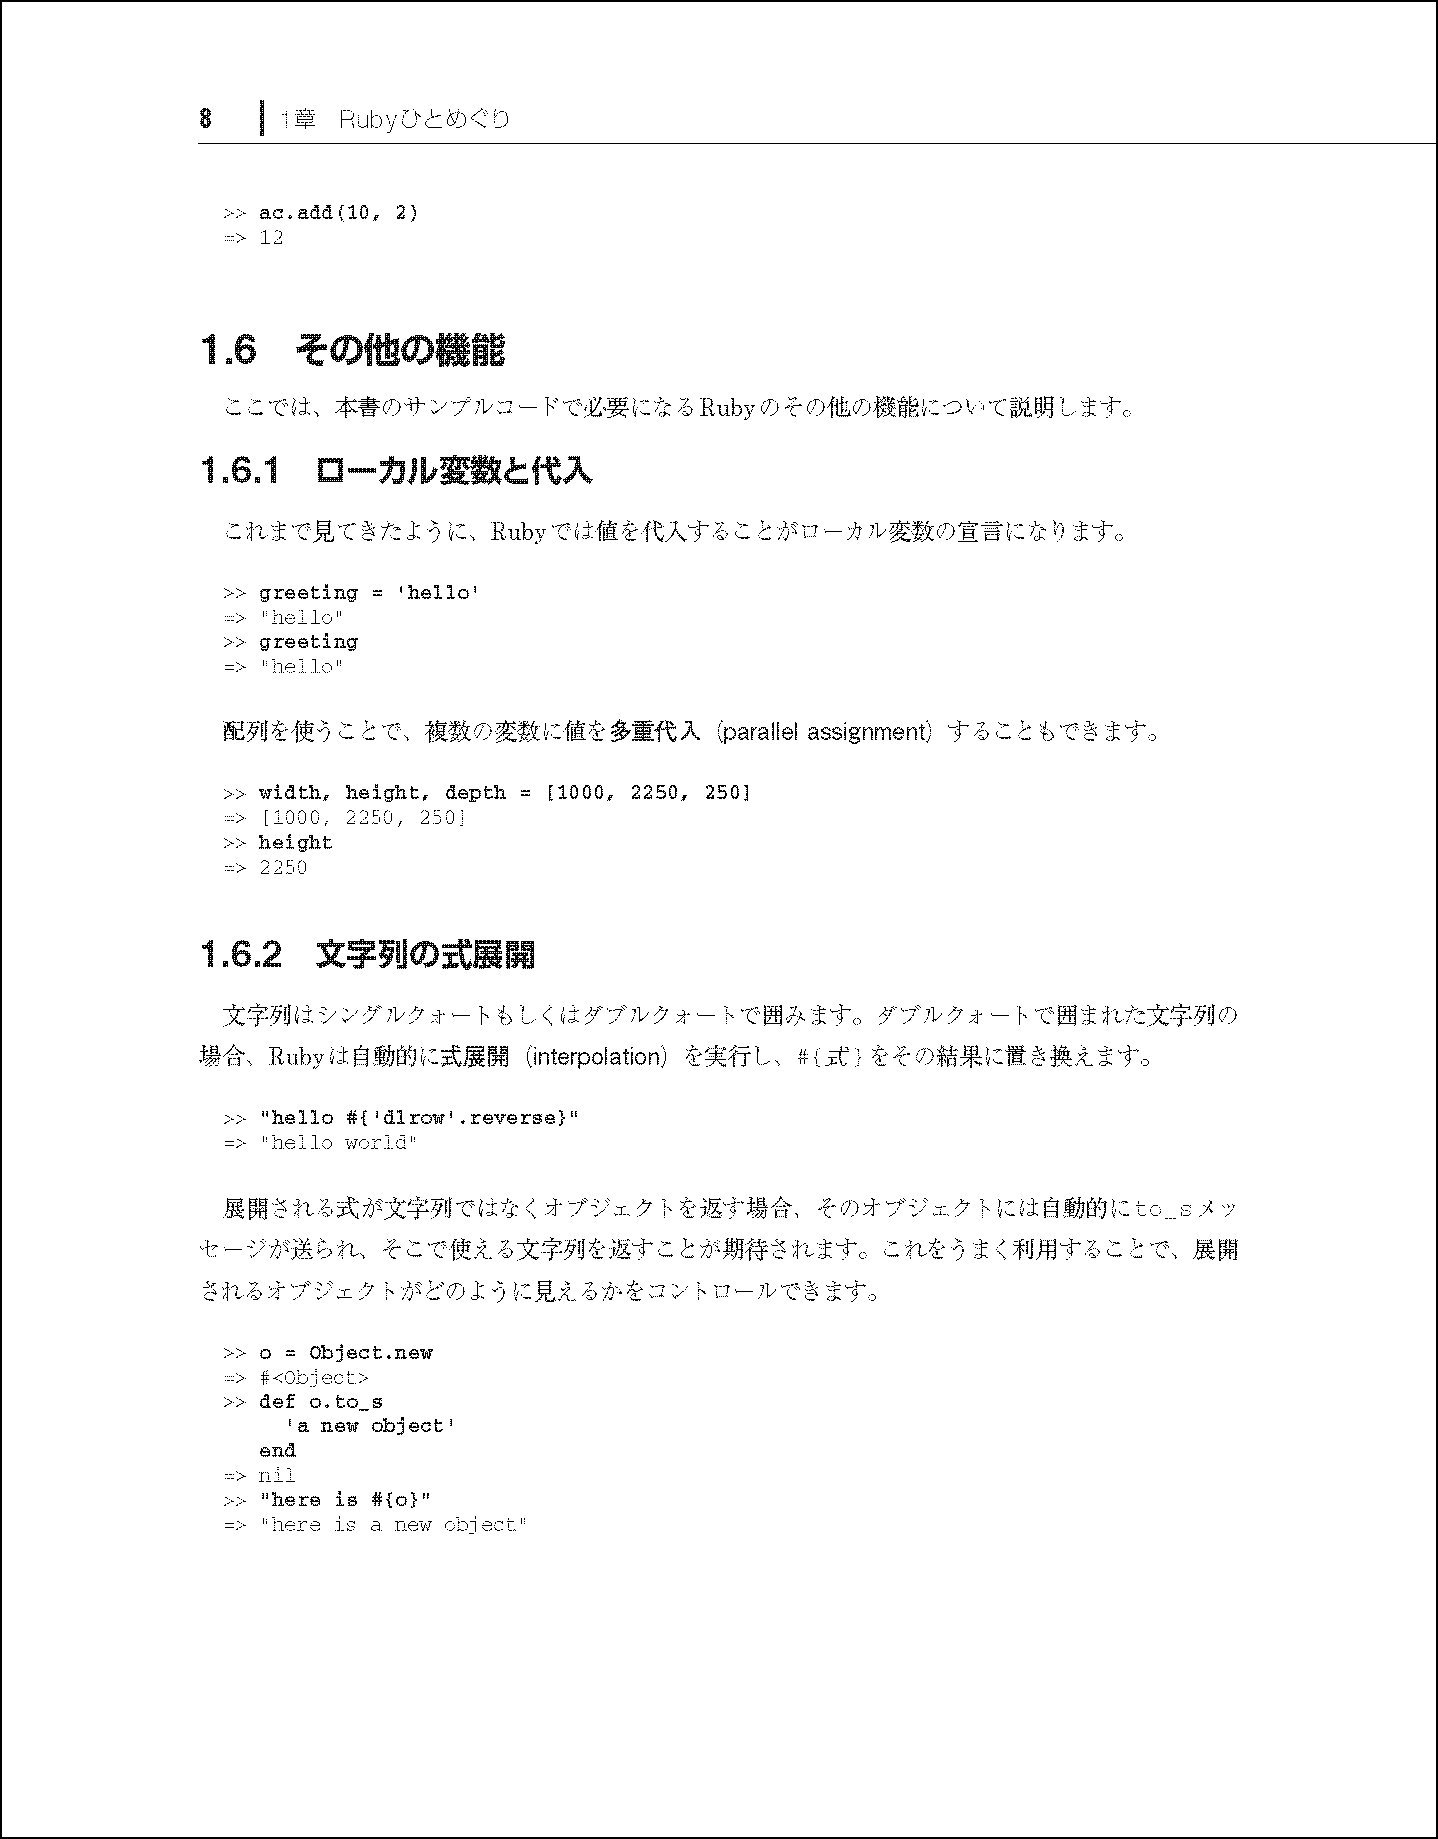 8 1章 Rubyひとめぐり
>> ac.add(10, 2)
=> 12
1.6 その他の機能
ここでは、本書のサンプルコードで必要になるRubyのその他の機能について説明します。
1.6.1 ローカル変数と代入
これまで見てきたように、Rubyでは値を代入することがローカル変数の宣言になります。
>> greeting = 'hello'
=> "hello"
>> greeting
=> "hello"
配列を使うことで、複数の変数に値を多重代入（parallel assignment）することもできます。
>> width, height, depth = [1000, 2250, 250]
=> [1000, 2250, 250]
>> height
=> 2250
1.6.2 文字列の式展開
文字列はシングルクォートもしくはダブルクォートで囲みます。ダブルクォートで囲まれた文字列の
場合、Rubyは自動的に式展開（interpolation）を実行し、#{式}をその結果に置き換えます。
>> "hello #{'dlrow'.reverse}"
=> "hello world"
展開される式が文字列ではなくオブジェクトを返す場合、そのオブジェクトには自動的にto_sメッ
セージが送られ、そこで使える文字列を返すことが期待されます。これをうまく利用することで、展開
されるオブジェクトがどのように見えるかをコントロールできます。
>> o = Object.new
=> #<Object>
>> def o.to_s
'a new object'
end
=> nil
>> "here is #{o}"
=> "here is a new object"